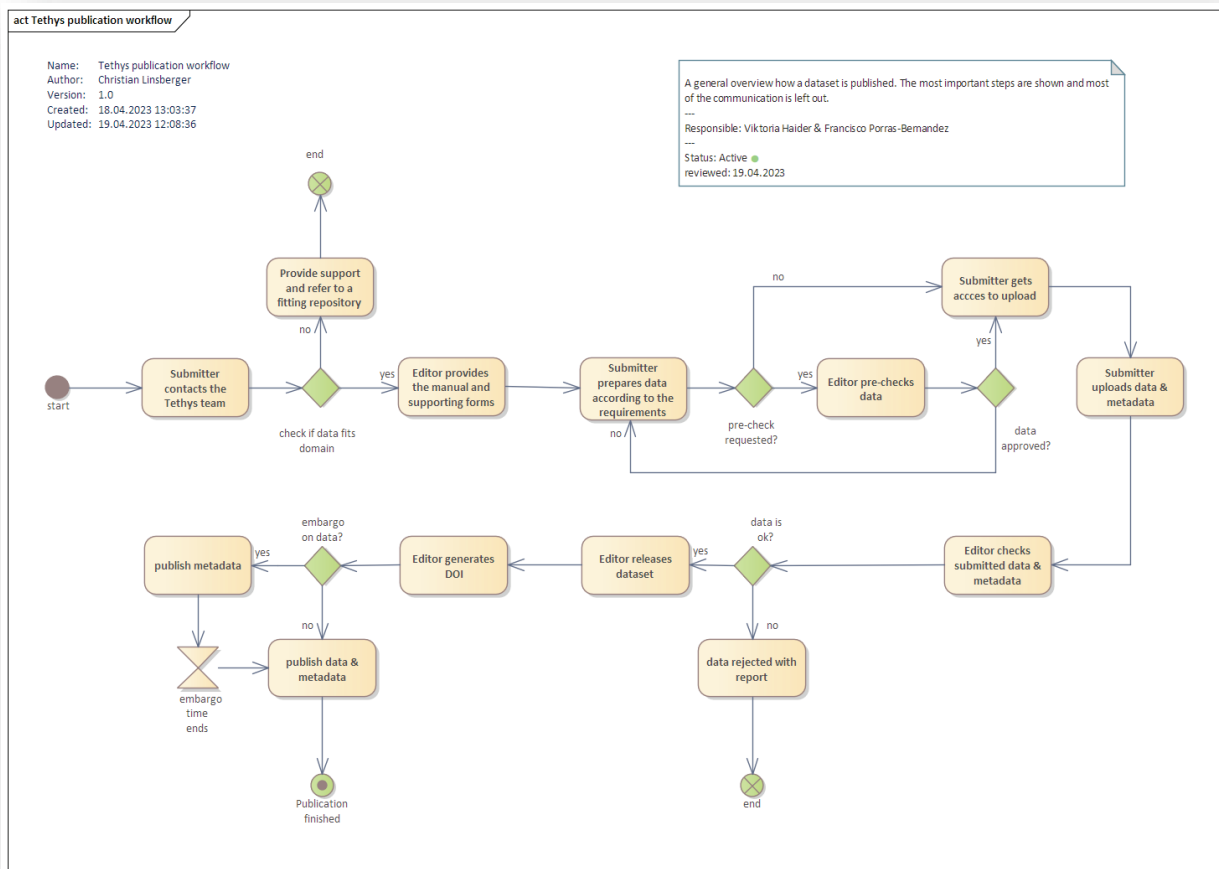 act Tethys publication workflow
Name: Tethys publication workflow
Author: Christian Linsberger
Version: 1.0
Created: 18.04.2023 13:03:37
Updated: 19.04.2023 12:08:36
A general overview how a dataset is published. The most important steps are shown and most
of the communication is left out.
---
Responsible: Viktoria Haider & Francisco Porras-Bernandez
---
Status: Active
reviewed: 19.04.2023
end
Provide support
and refer to a
fitting repository
no
start
Submitter
contacts the
Tethys team
check if data fits
domain
yes
Editor provides
the manual and
supporting forms
Submitter
prepares data
according to the
requirements
no
pre-check
requested?
no
yes
Editor pre-checks
data
data
approved?
yes
Submitter gets
accces to upload
Submitter
uploads data &
metadata
Editor checks
submitted data &
metadata
data is
ok?
yes
no
data rejected with
report
end
Editor releases
dataset
Editor generates
DOI
embargo
on data?
yes
publish metadata
embargo
time
ends
no
publish data &
metadata
Publication
finished